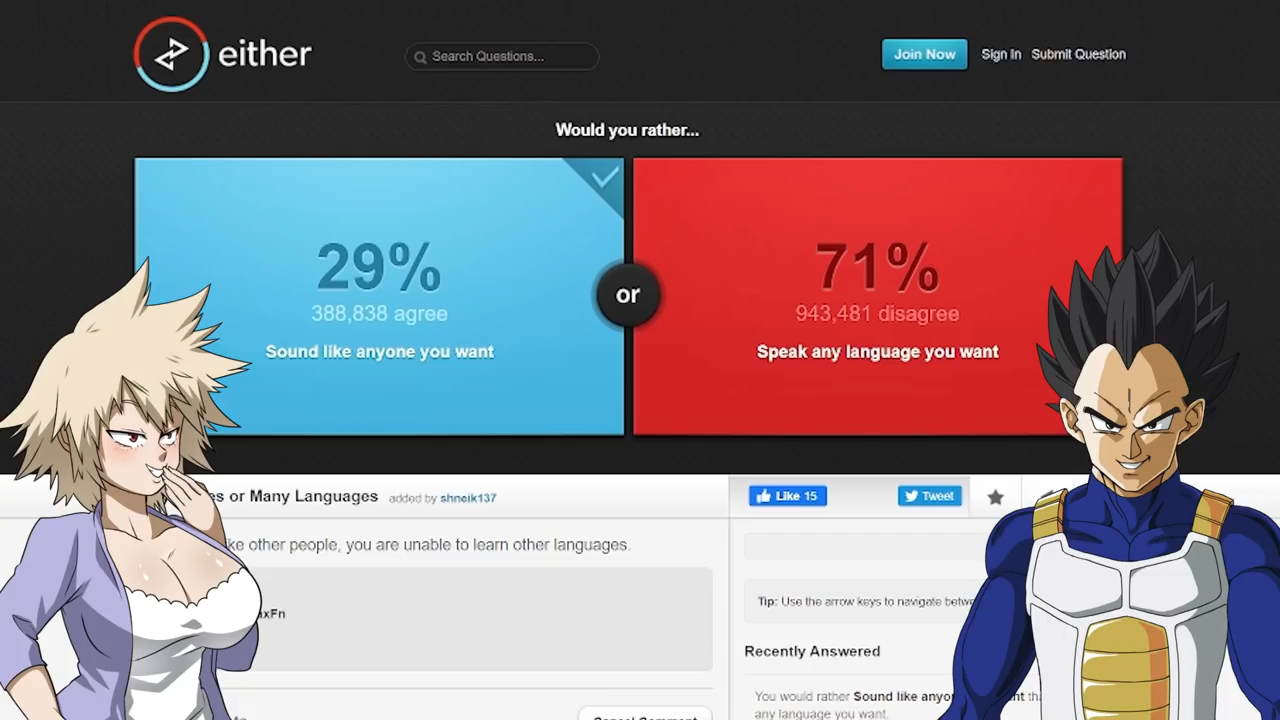 either
Search Questions...
Join Now
Sign In
Submit Question
Would you rather...
29%
388,838 agree
Sound like anyone you want
or
71%
943,481 disagree
Speak any language you want
or Many Languages added by shneik137
Like 15
Tweet
other people, you are unable to learn other languages.
Tip: Use the arrow keys to navigate
Recently Answered
You would rather Sound like
any language you want.
Cancel Comment